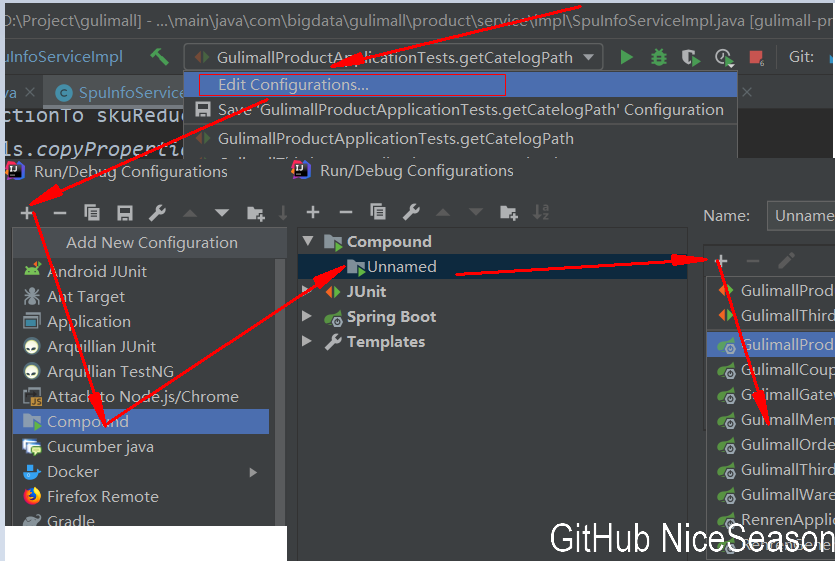 D:\Project\gulimall] - ...\main\java\com\bigdata\gulimall\product\service\impl\SpuInfoServiceImpl.java [gulimall-pr
uInfoServiceImpl
GulimallProductApplicationTests.getCatelogPath
Git:
va
SpuInfoService
Edit Configurations...
Save 'GulimallProductApplicationTests.getCatelogPath' Configuration
GulimallProductApplicationTests.getCatelogPath
ctionTo skuReduc
ls.copyPropertie
Run/Debug Configurations
Add New Configuration
Android JUnit
Ant Target
Application
Arquillian JUnit
Arquillian TestNG
Attach to Node.js/Chrome
Compound
Cucumber java
Docker
Firefox Remote
Gradle
Run/Debug Configurations
Compound
Unnamed
JUnit
Spring Boot
Templates
Name:
Unname
GulimallProd
GulimallThird
GulimallProd
GulimallCoup
GulimallGatew
GulimallMem
GulimallOrde
GulimallThird
GulimallWare
RenrenApplic
RenrenGene
GitHub NiceSeason